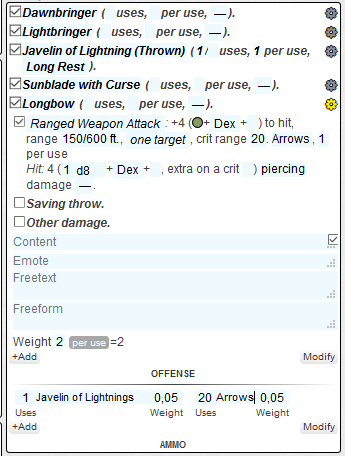 Dawnbringer ( uses, per use, —).
Lightbringer ( uses, per use, —).
Javelin of Lightning (Thrown) (1/ uses, 1 per use,
Long Rest ).
Sunblade with Curse ( uses, per use, —).
Longbow ( uses, per use, —).
Ranged Weapon Attack : +4 ( + Dex + ) to hit,
range 150/600 ft., one target , crit range 20. Arrows , 1
per use
Hit: 4 ( 1 d8 + Dex + , extra on a crit ) piercing
damage —.
Saving throw.
Other damage.
Content
Emote
Freetext
Freeform
Weight 2 per use =2
+Add Modify
OFFENSE
1 Javelin of Lightnings 0,05 20 Arrows 0,05
Uses Weight Uses Weight
+Add Modify
AMMO